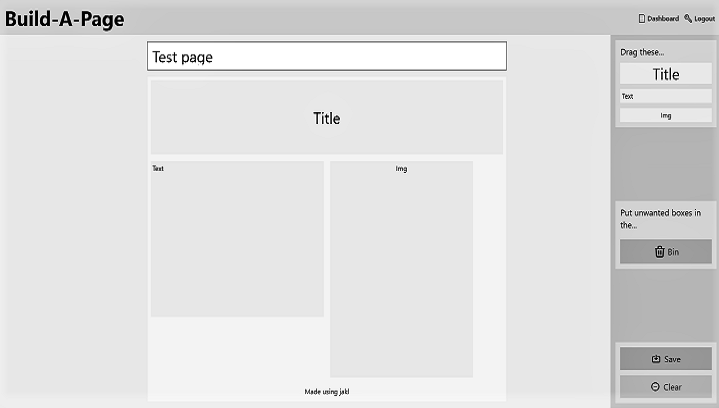 Build-A-Page
Dashboard
Logout
Test page
Title
Text
Img
Made using jakl
Drag these...
Title
Text
Img
Put unwanted boxes in
the...
Bin
Save
Clear